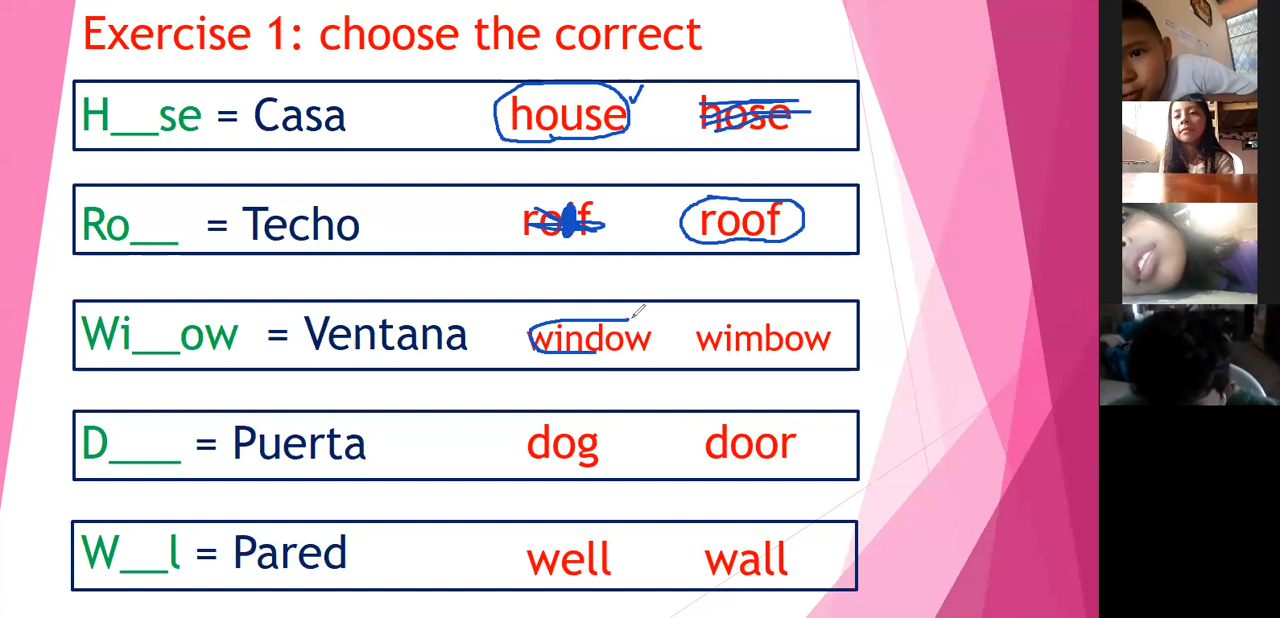 Exercise 1: choose the correct
H__se = Casa house hose
Ro__ = Techo roof
Wi__ow = Ventana window wimbow
D___ = Puerta dog door
W__l = Pared well wall